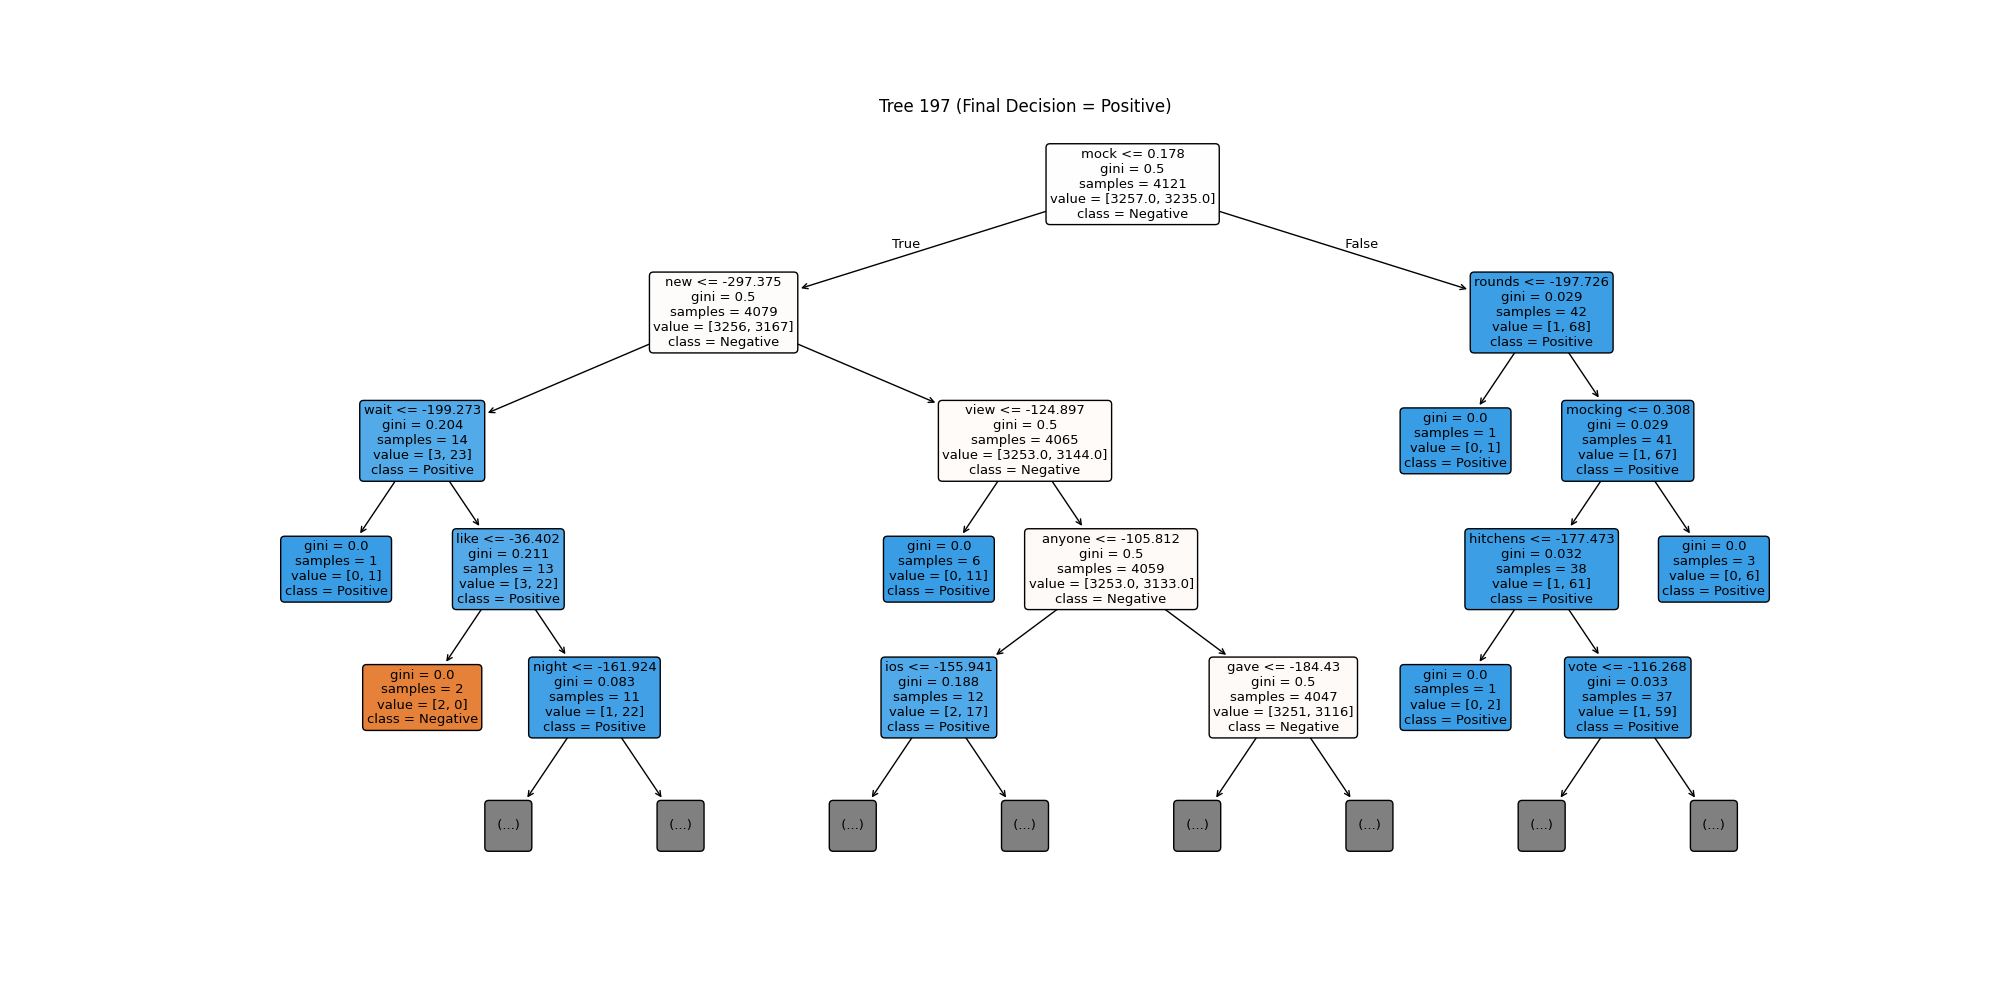 Tree 197 (Final Decision = Positive)
mock <= 0.178
gini = 0.5
samples = 4121
value = [3257.0, 3235.0]
class = Negative
True
False
new <= -297.375
gini = 0.5
samples = 4079
value = [3256, 3167]
class = Negative
rounds <= -197.726
gini = 0.029
samples = 42
value = [1, 68]
class = Positive
wait <= -199.273
gini = 0.204
samples = 14
value = [3, 23]
class = Positive
view <= -124.897
gini = 0.5
samples = 4065
value = [3253.0, 3144.0]
class = Negative
gini = 0.0
samples = 1
value = [0, 1]
class = Positive
mocking <= 0.308
gini = 0.029
samples = 41
value = [1, 67]
class = Positive
gini = 0.0
samples = 1
value = [0, 1]
class = Positive
like <= -36.402
gini = 0.211
samples = 13
value = [3, 22]
class = Positive
gini = 0.0
samples = 6
value = [0, 11]
class = Positive
anyone <= -105.812
gini = 0.5
samples = 4059
value = [3253.0, 3133.0]
class = Negative
hitchens <= -177.473
gini = 0.032
samples = 38
value = [1, 61]
class = Positive
gini = 0.0
samples = 3
value = [0, 6]
class = Positive
gini = 0.0
samples = 2
value = [2, 0]
class = Negative
night <= -161.924
gini = 0.083
samples = 11
value = [1, 22]
class = Positive
ios <= -155.941
gini = 0.188
samples = 12
value = [2, 17]
class = Positive
gave <= -184.43
gini = 0.5
samples = 4047
value = [3251, 3116]
class = Negative
gini = 0.0
samples = 1
value = [0, 2]
class = Positive
vote <= -116.268
gini = 0.033
samples = 37
value = [1, 59]
class = Positive
(...)
(...)
(...)
(...)
(...)
(...)
(...)
(...)